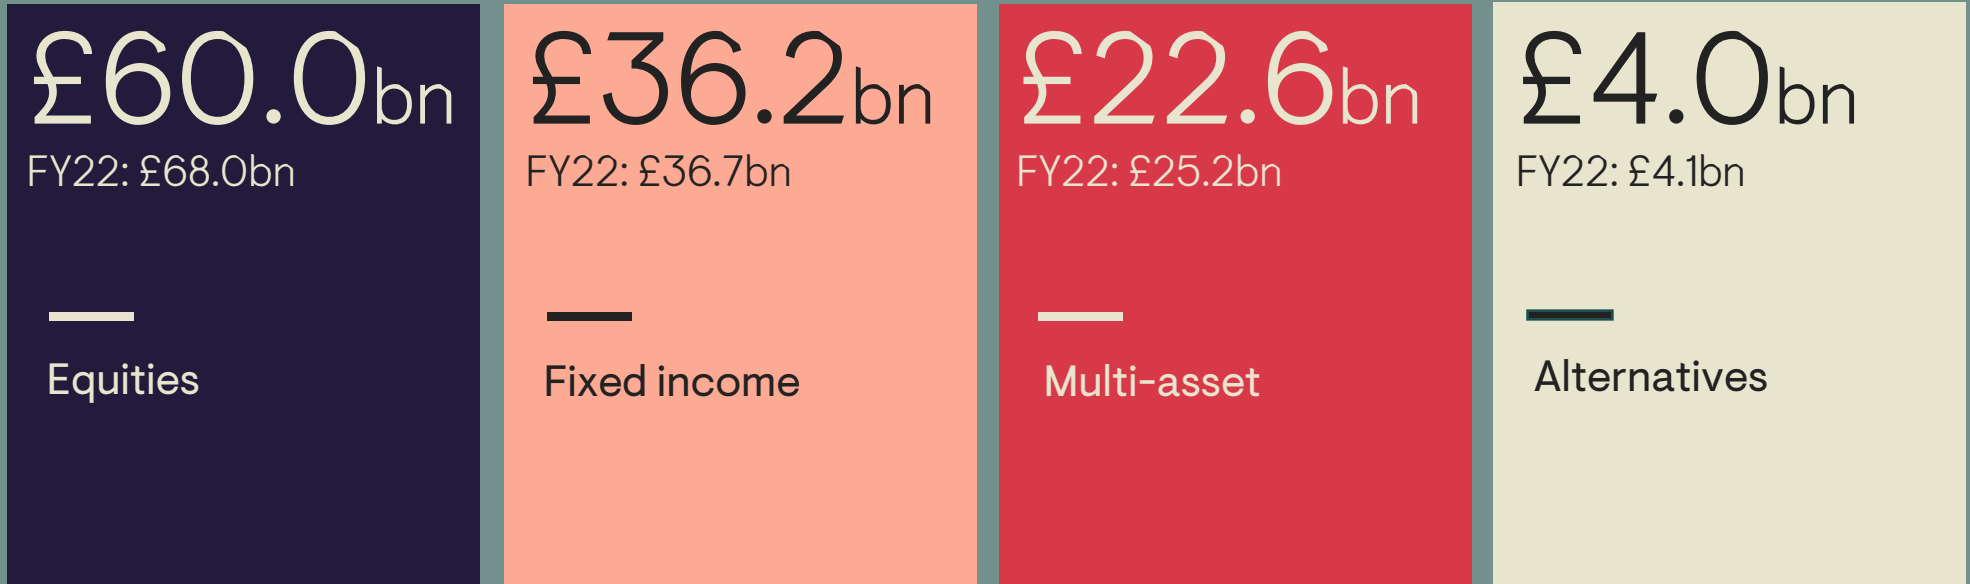 £60.0bn
FY22: £68.0bn
Equities
£36.2bn
FY22: £36.7bn
Fixed income
£22.6bn
FY22: £25.2bn
Multi-asset
£4.0bn
FY22: £4.1bn
Alternatives